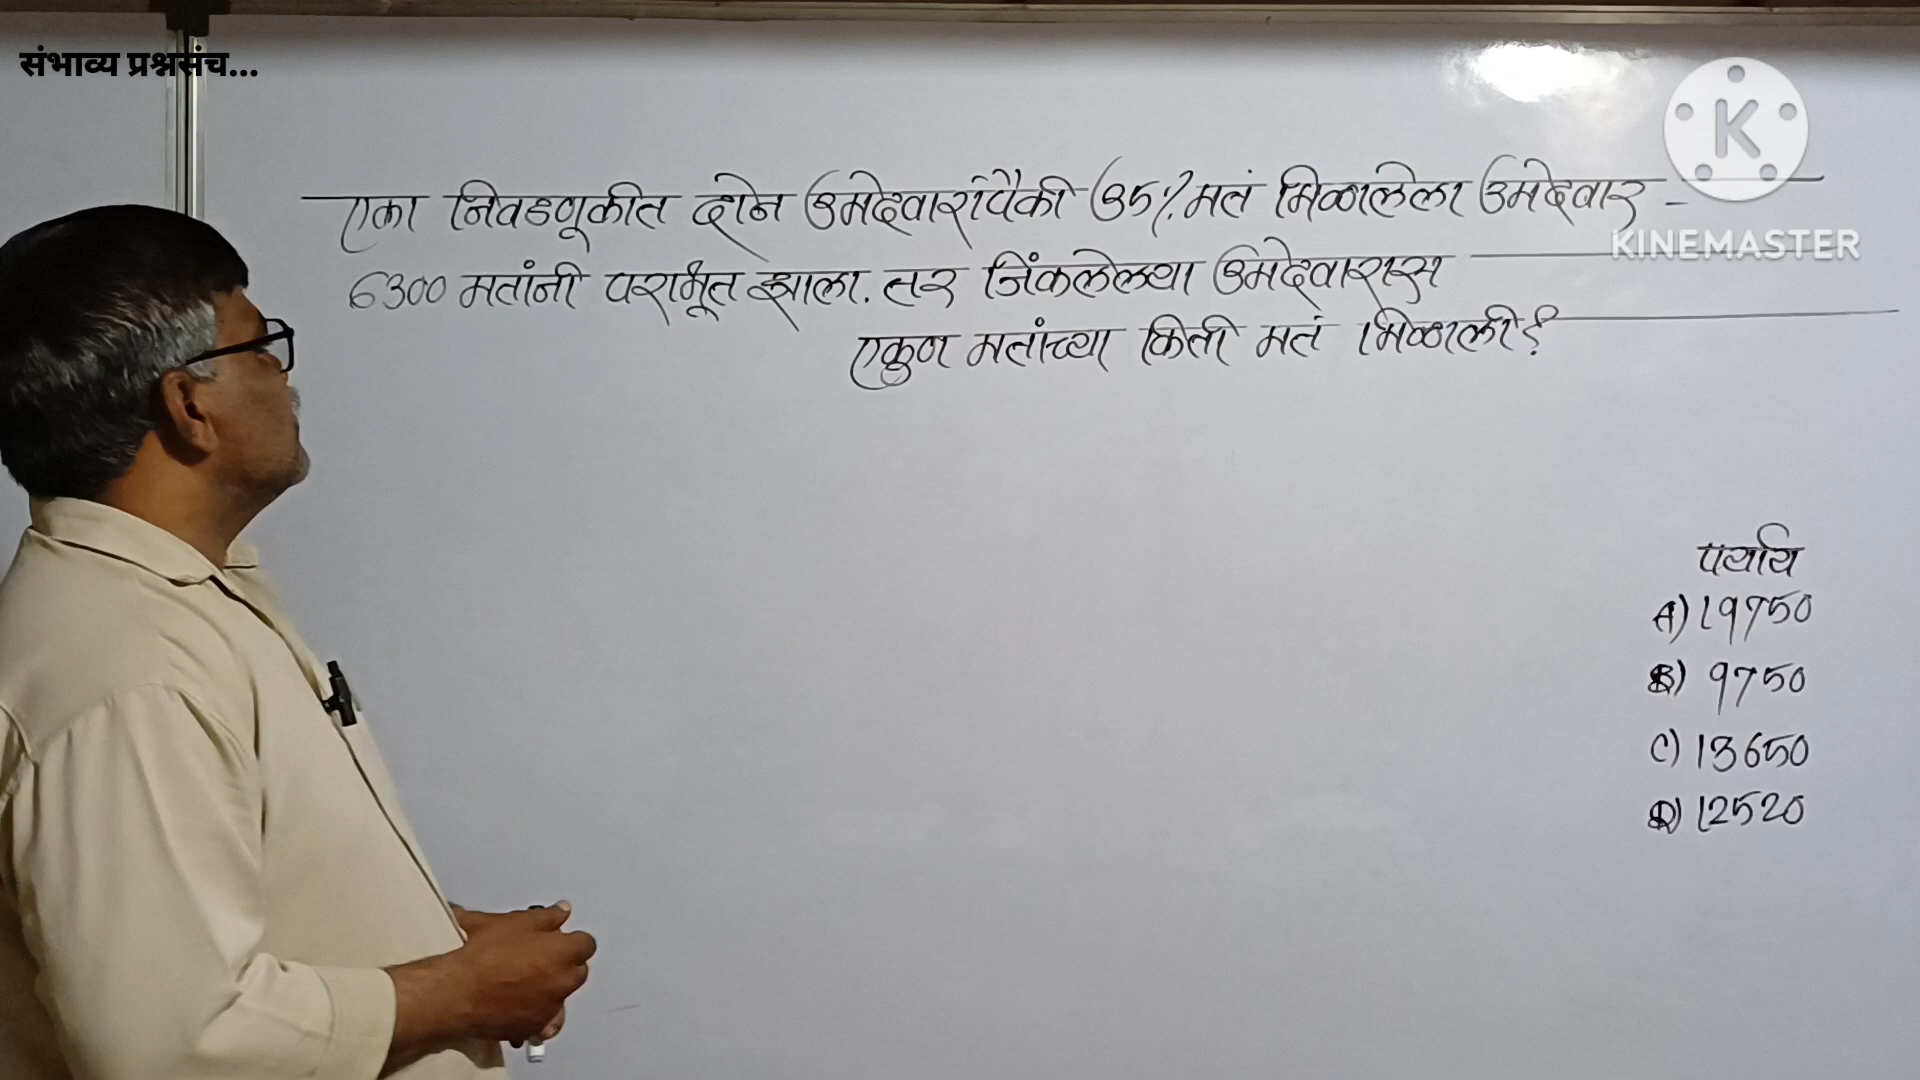 संभाव्य प्रश्नसंच...
K
KINEMASTER
एका निवडणूकीत दोन उमेदवारांपैकी 35% मतं मिळालेला उमेदवार
6300 मतांनी पराभूत झाला. तर जिंकलेल्या उमेदवारास
एकुण मतांच्या किती मतं मिळाली?
पर्याय
A) 19750
B) 9750
C) 13650
D) 12520